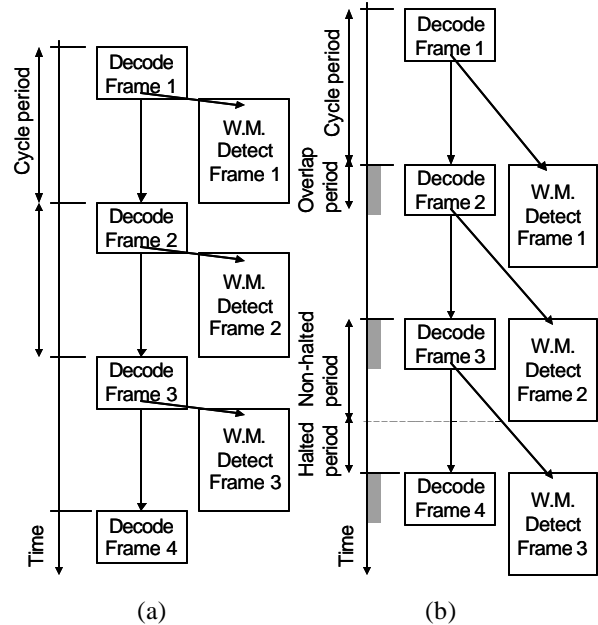 Cycle period
Time
Decode
Frame 1
W.M.
Detect
Frame 1
Decode
Frame 2
W.M.
Detect
Frame 2
Decode
Frame 3
W.M.
Detect
Frame 3
Decode
Frame 4
(a)
Cycle period
Overlap
period
Non-halted
period
Halted
period
Time
Decode
Frame 1
Decode
Frame 2
W.M.
Detect
Frame 1
Decode
Frame 3
W.M.
Detect
Frame 2
Decode
Frame 4
W.M.
Detect
Frame 3
(b)